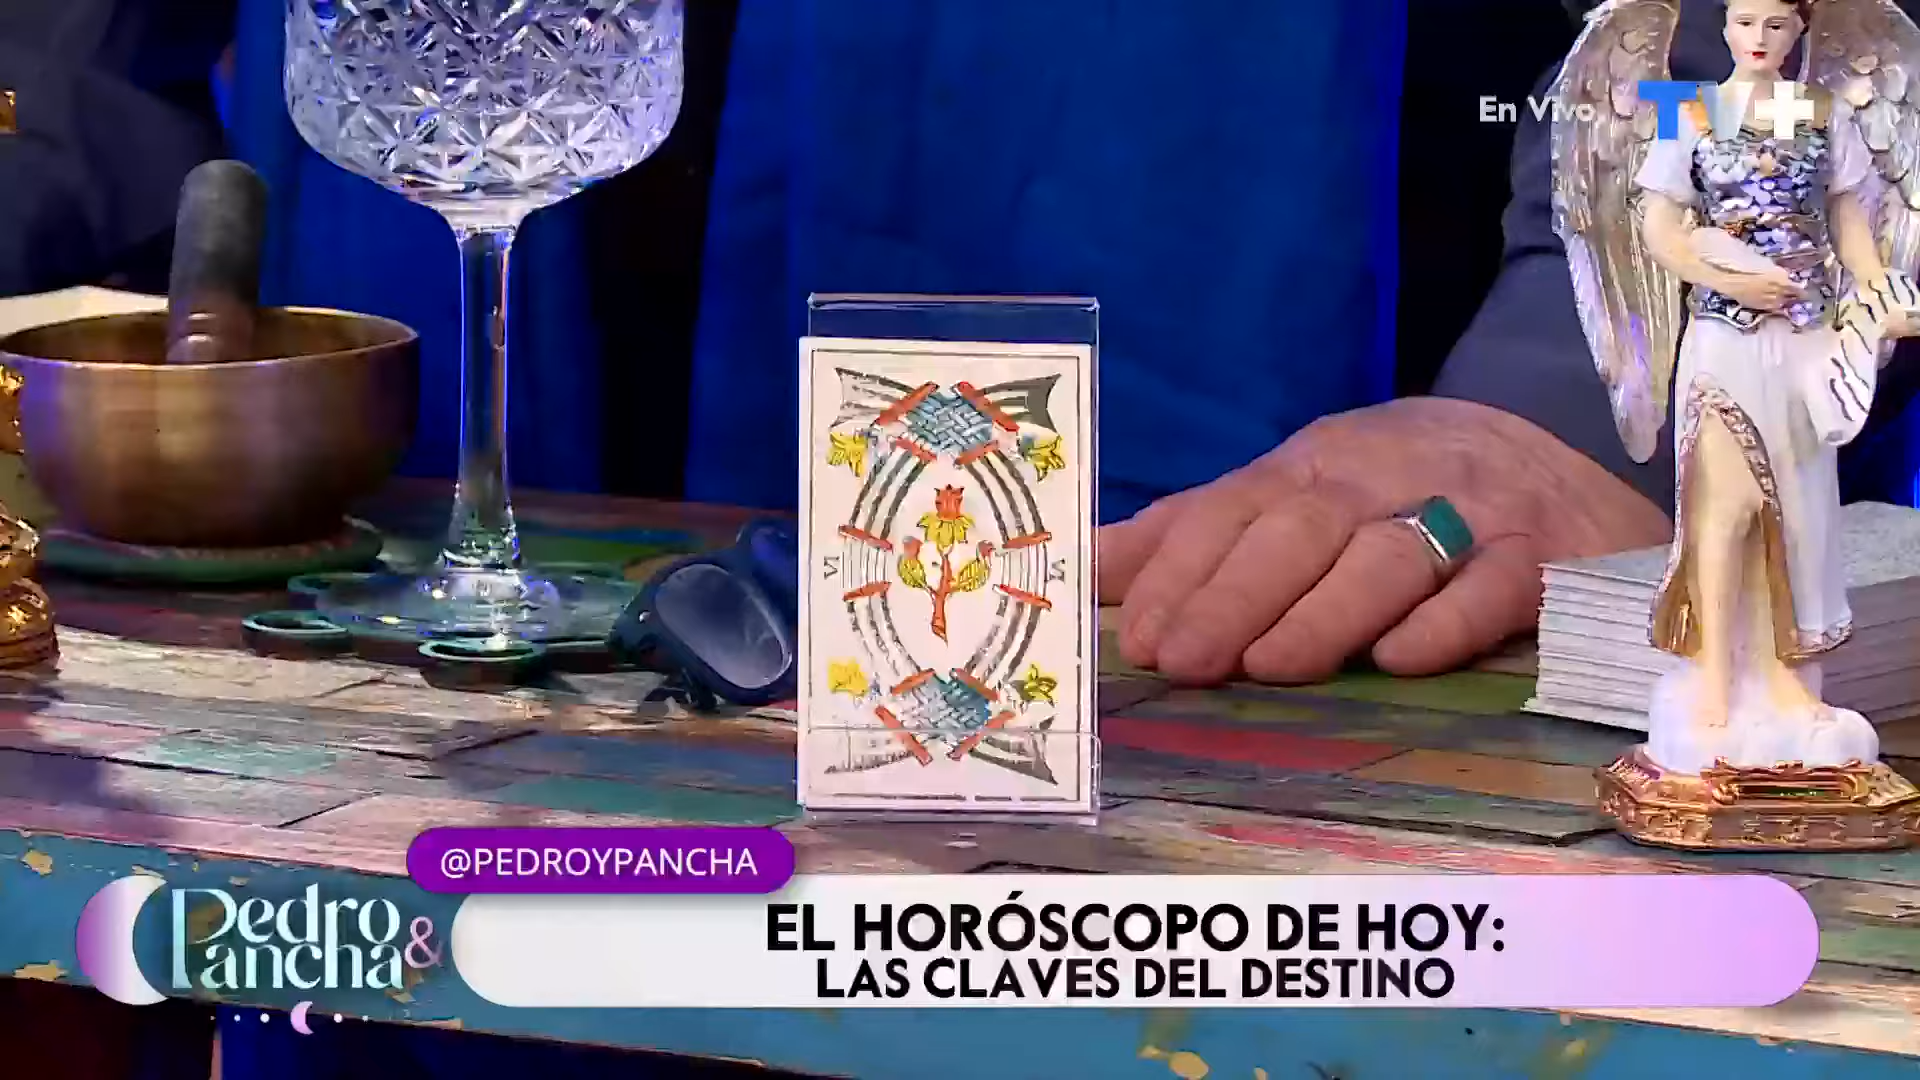 En Vivo
TV+
VI
VI
@PEDROYPANCHA
Pedro
& Pancha
EL HORÓSCOPO DE HOY:
LAS CLAVES DEL DESTINO